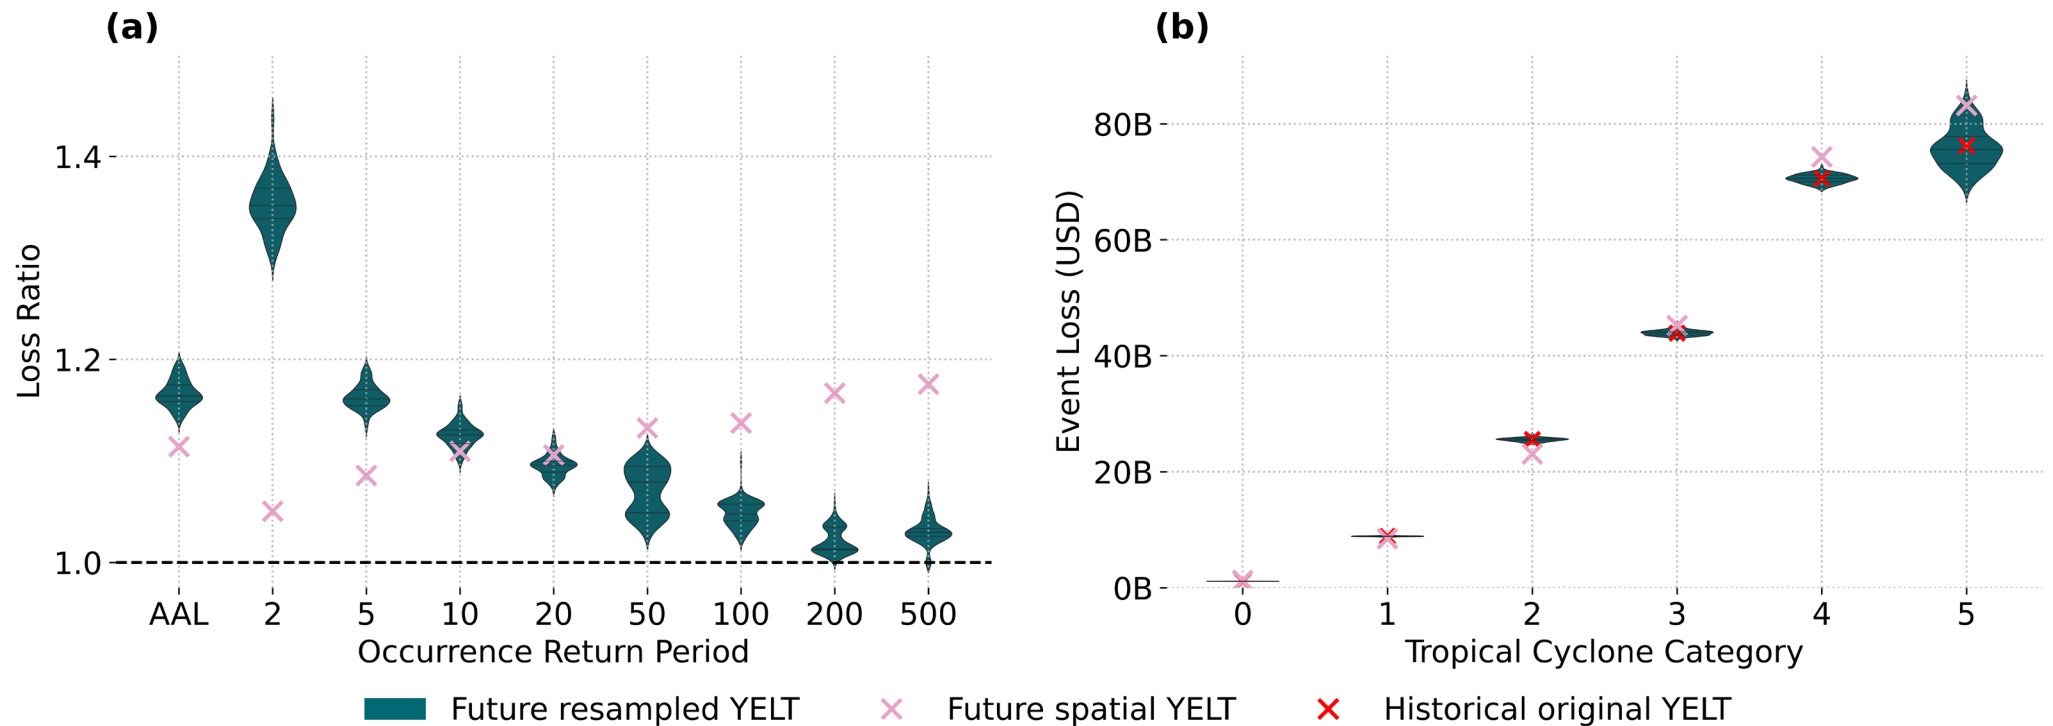 (a)
Loss Ratio
1.4
1.2
1.0
AAL 2 5 10 20 50 100 200 500
Occurrence Return Period
(b)
Event Loss (USD)
80B
60B
40B
20B
0B
0 1 2 3 4 5
Tropical Cyclone Category
Future resampled YELT Future spatial YELT Historical original YELT